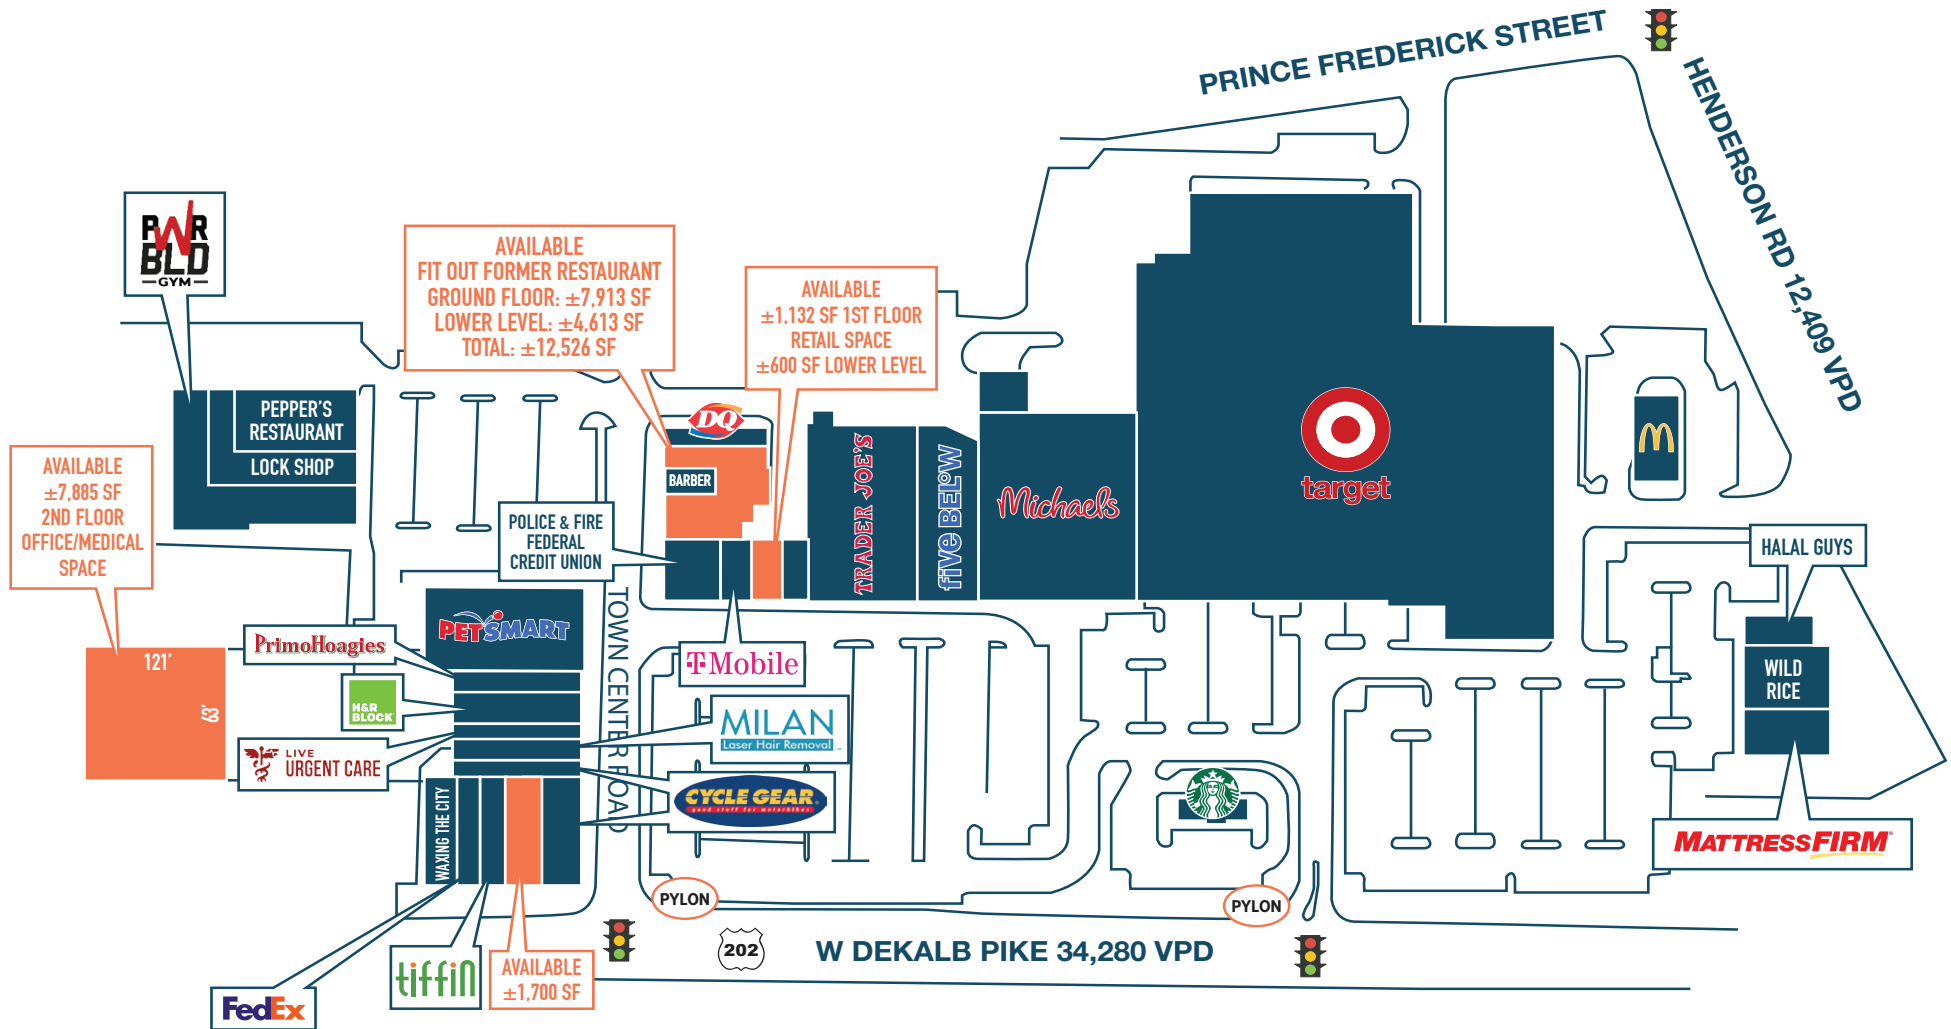 PRINCE FREDERICK STREET
HENDERSON RD 12,409 VPD
PWR
BLD
GYM
AVAILABLE
FIT OUT FORMER RESTAURANT
GROUND FLOOR: ±7,913 SF
LOWER LEVEL: ±4,613 SF
TOTAL: ±12,526 SF
AVAILABLE
±1,132 SF 1ST FLOOR
RETAIL SPACE
±600 SF LOWER LEVEL
PEPPER'S
RESTAURANT
LOCK SHOP
DQ
BARBER
TRADER JOE'S
five BELOW
Michaels
target
AVAILABLE
±7,885 SF
2ND FLOOR
OFFICE/MEDICAL
SPACE
POLICE & FIRE
FEDERAL
CREDIT UNION
HALAL GUYS
PETSMART
TOWN CENTER ROAD
PrimoHoagies
121'
63'
T Mobile
WILD
RICE
H&R
BLOCK
MILAN
Laser Hair Removal
LIVE
URGENT CARE
CYCLE GEAR
good stuff for motorbikes
WAXING THE CITY
MATTRESSFIRM
PYLON
PYLON
202
W DEKALB PIKE 34,280 VPD
tiffin
AVAILABLE
±1,700 SF
FedEx